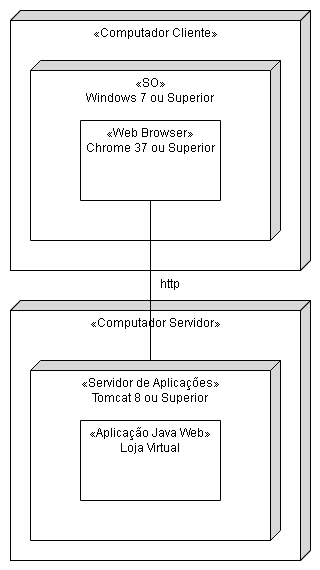 «Computador Cliente»
«SO»
Windows 7 ou Superior
«Web Browser»
Chrome 37 ou Superior
http
«Computador Servidor»
«Servidor de Aplicações»
Tomcat 8 ou Superior
«Aplicação Java Web»
Loja Virtual